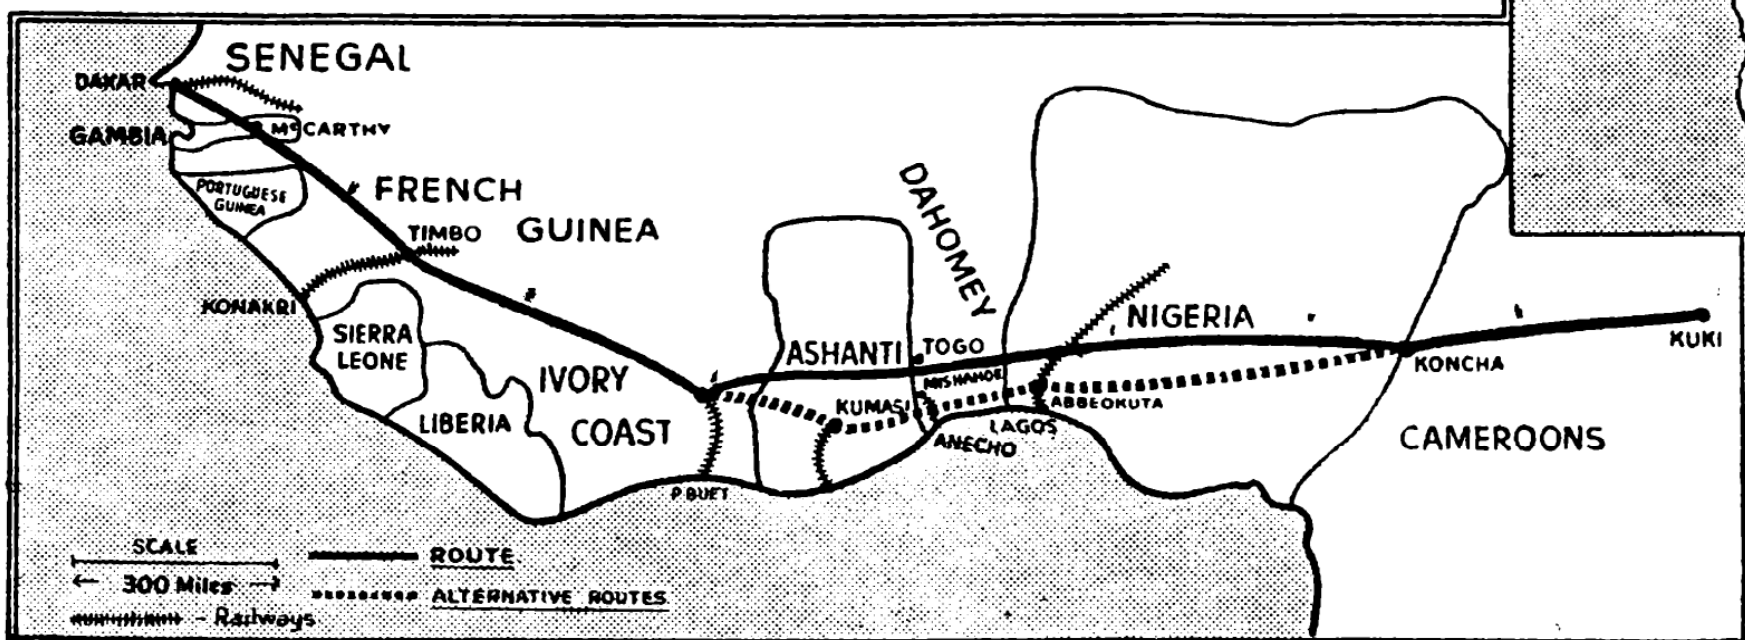 SENEGAL
DAKAR
GAMBIA
McCARTHY
PORTUGUESE
GUINEA
FRENCH
GUINEA
TIMBO
KONAKRI
SIERRA
LEONE
LIBERIA
IVORY
COAST
P. BUET
ASHANTI
KUMASI
DAHOMEY
TOGO
MISAHOE
ANECHO
LAGOS
ABBEOKUTA
NIGERIA
KONCHA
KUKI
CAMEROONS
SCALE
300 Miles
- Railways
ROUTE
ALTERNATIVE ROUTES